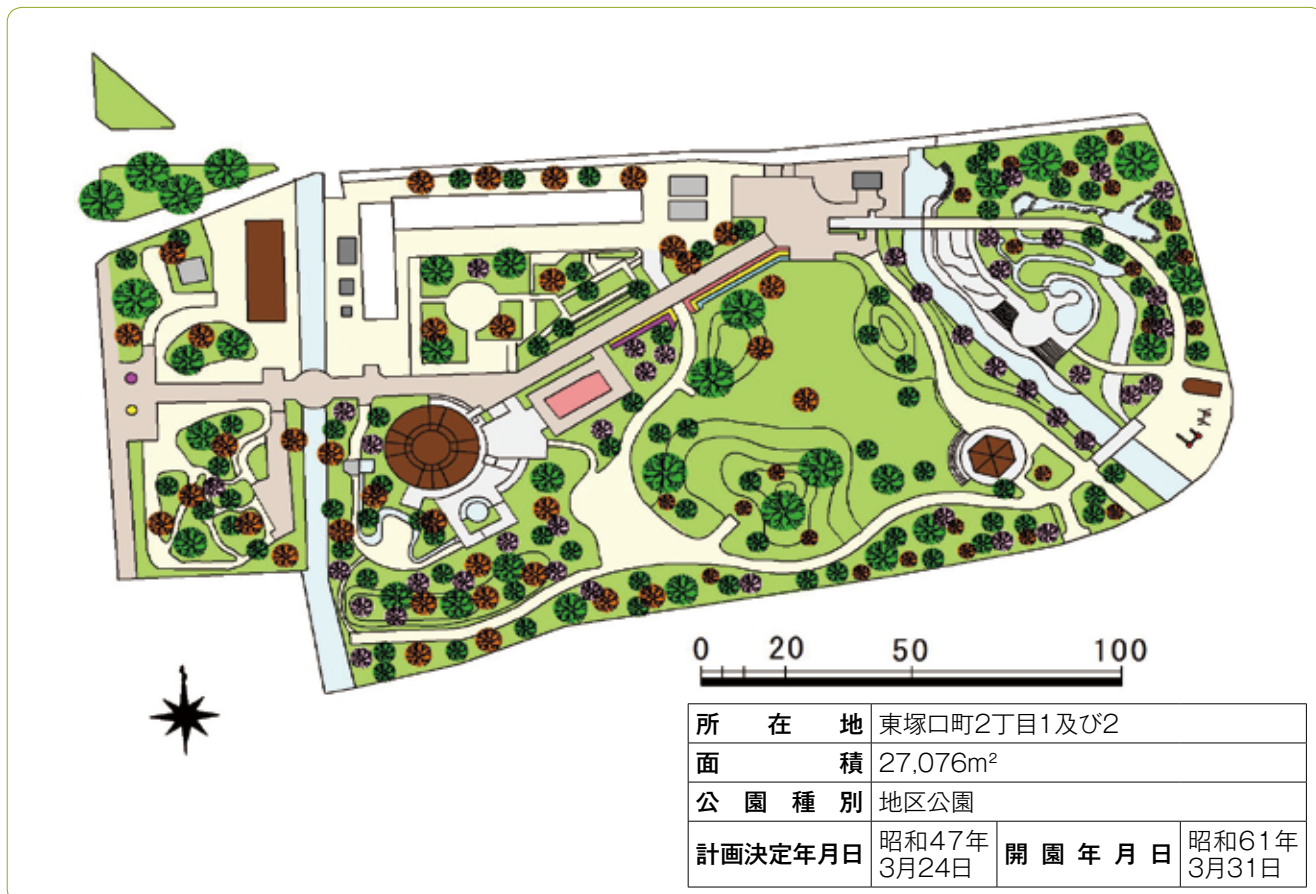 0 20 50 100
所在地 東塚口町2丁目1及び2
面積 27,076m²
公園種別 地区公園
計画決定年月日 昭和47年3月24日 開園年月日 昭和61年3月31日